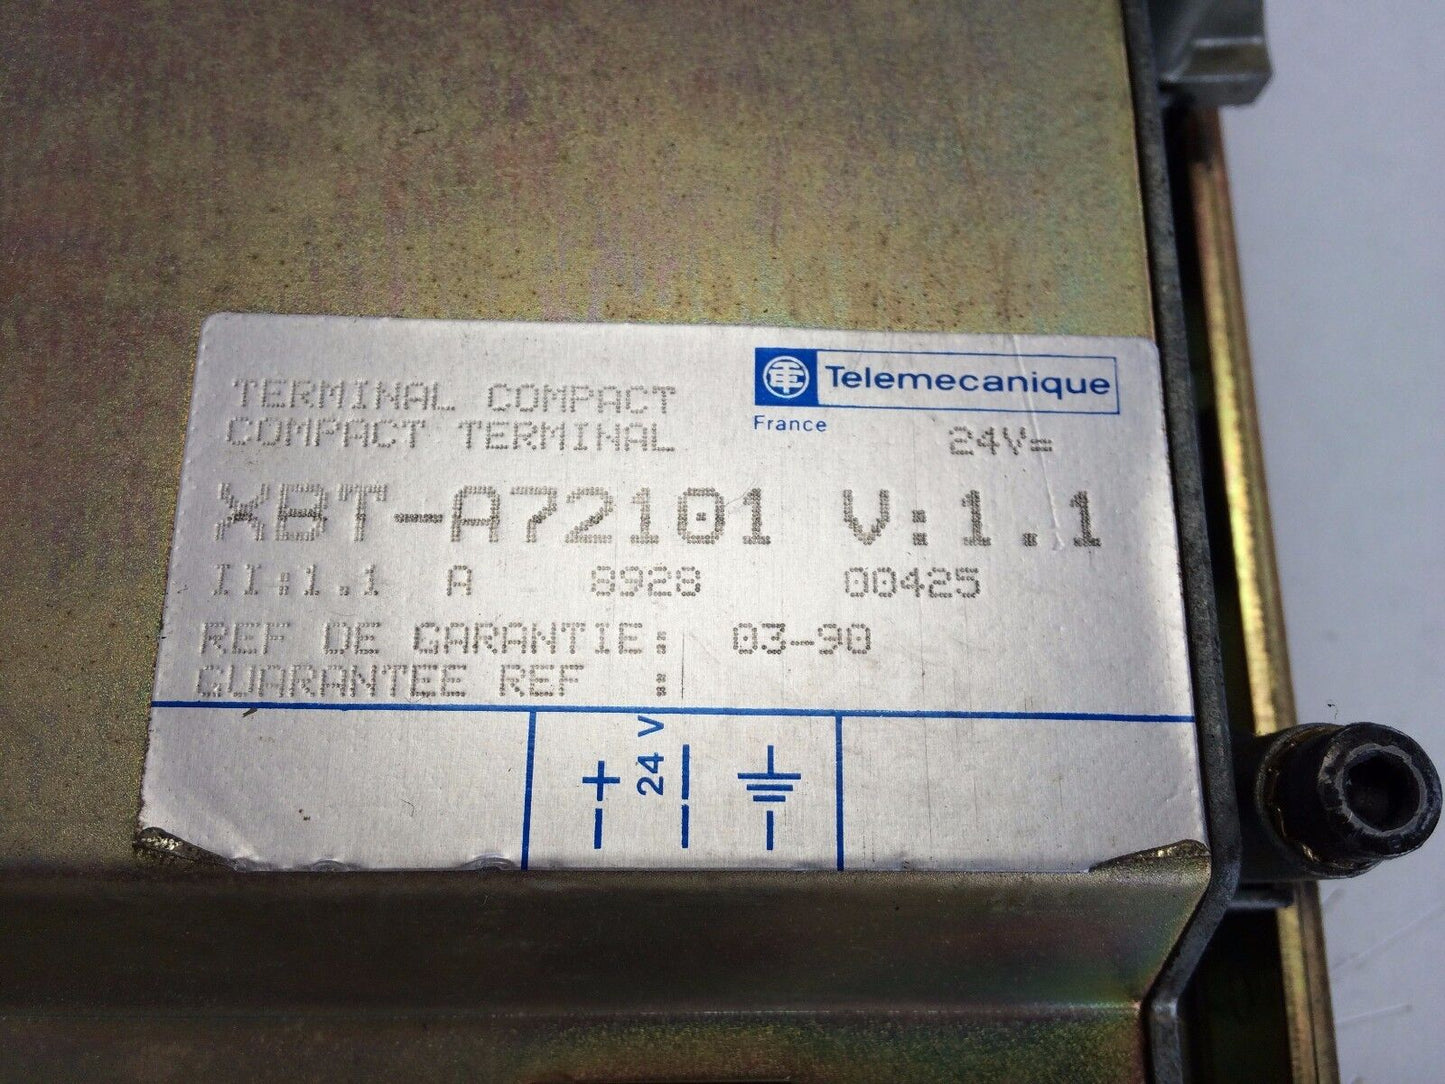 Telemecanique
France
TERMINAL COMPACT
COMPACT TERMINAL
24V=
XBT-A72101 V:1.1
II:1.1 A 8928 00425
REF DE GARANTIE: 03-90
GUARANTEE REF :
+ 24 V -